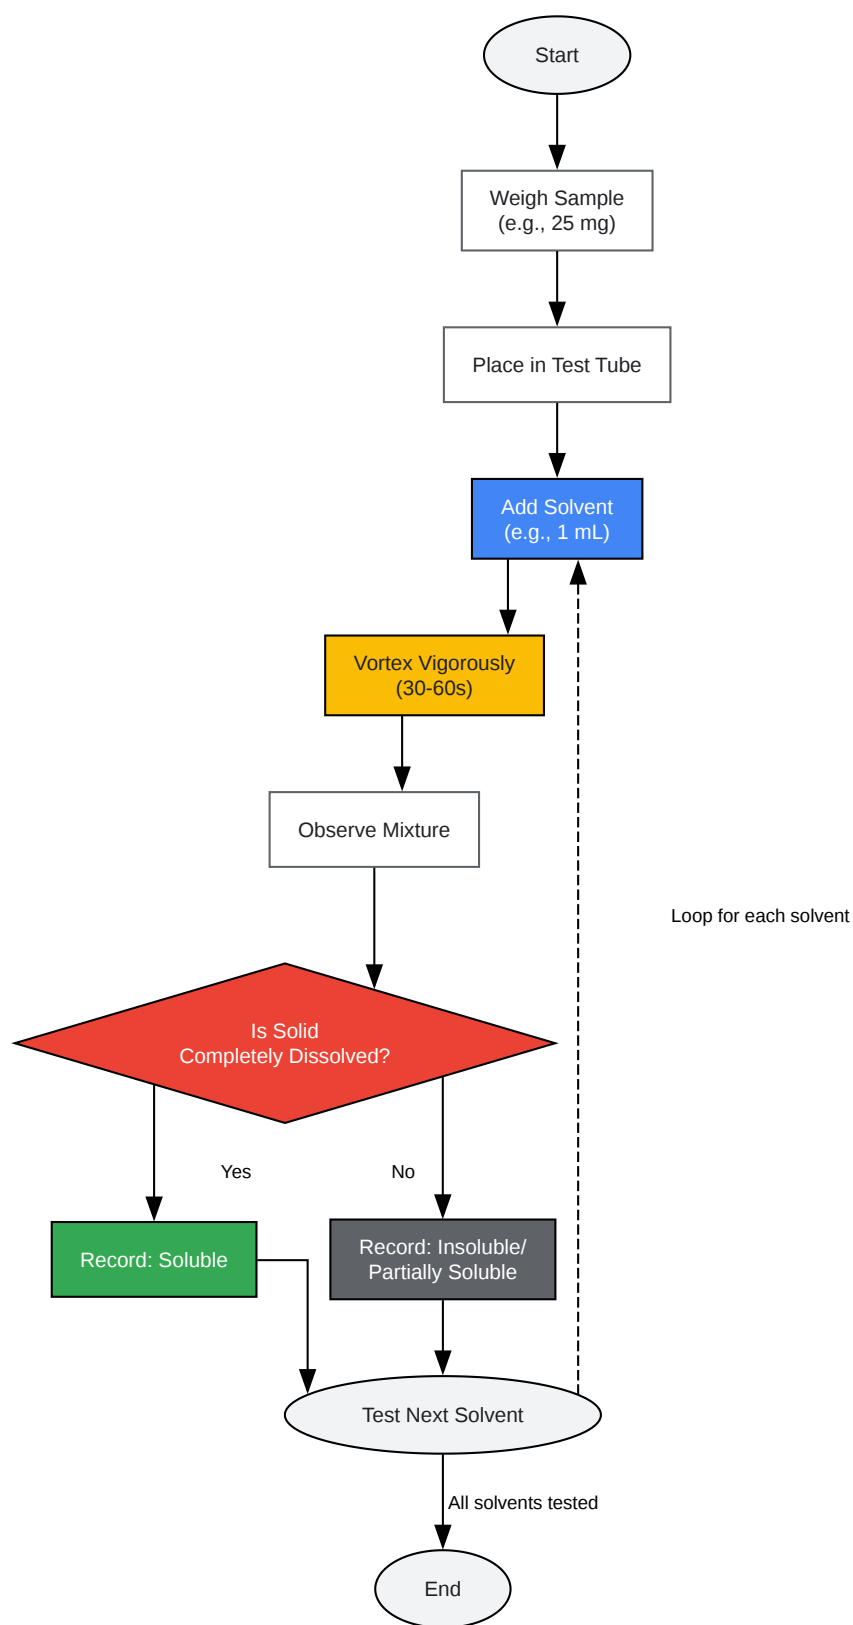 Start
Weigh Sample
(e.g., 25 mg)
Place in Test Tube
Add Solvent
(e.g., 1 mL)
Vortex Vigorously
(30-60s)
Observe Mixture
Loop for each solvent
Is Solid
Completely Dissolved?
Yes
No
Record: Soluble
Record: Insoluble/
Partially Soluble
Test Next Solvent
All solvents tested
End